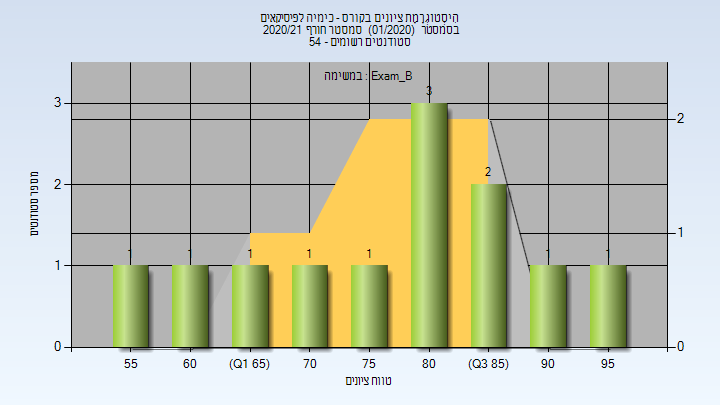 היסטוגרמת ציונים בקורס - כימיה לפיסיקאים
בסמסטר (01/2020) סמסטר חורף 2020/21
סטודנטים רשומים - 54
במשימה : Exam_B
מספר סטודנטים
3
2
1
0
2
1
0
1
1
1
1
1
3
2
1
1
55
60
(Q1 65)
70
75
80
(Q3 85)
90
95
טווח ציונים